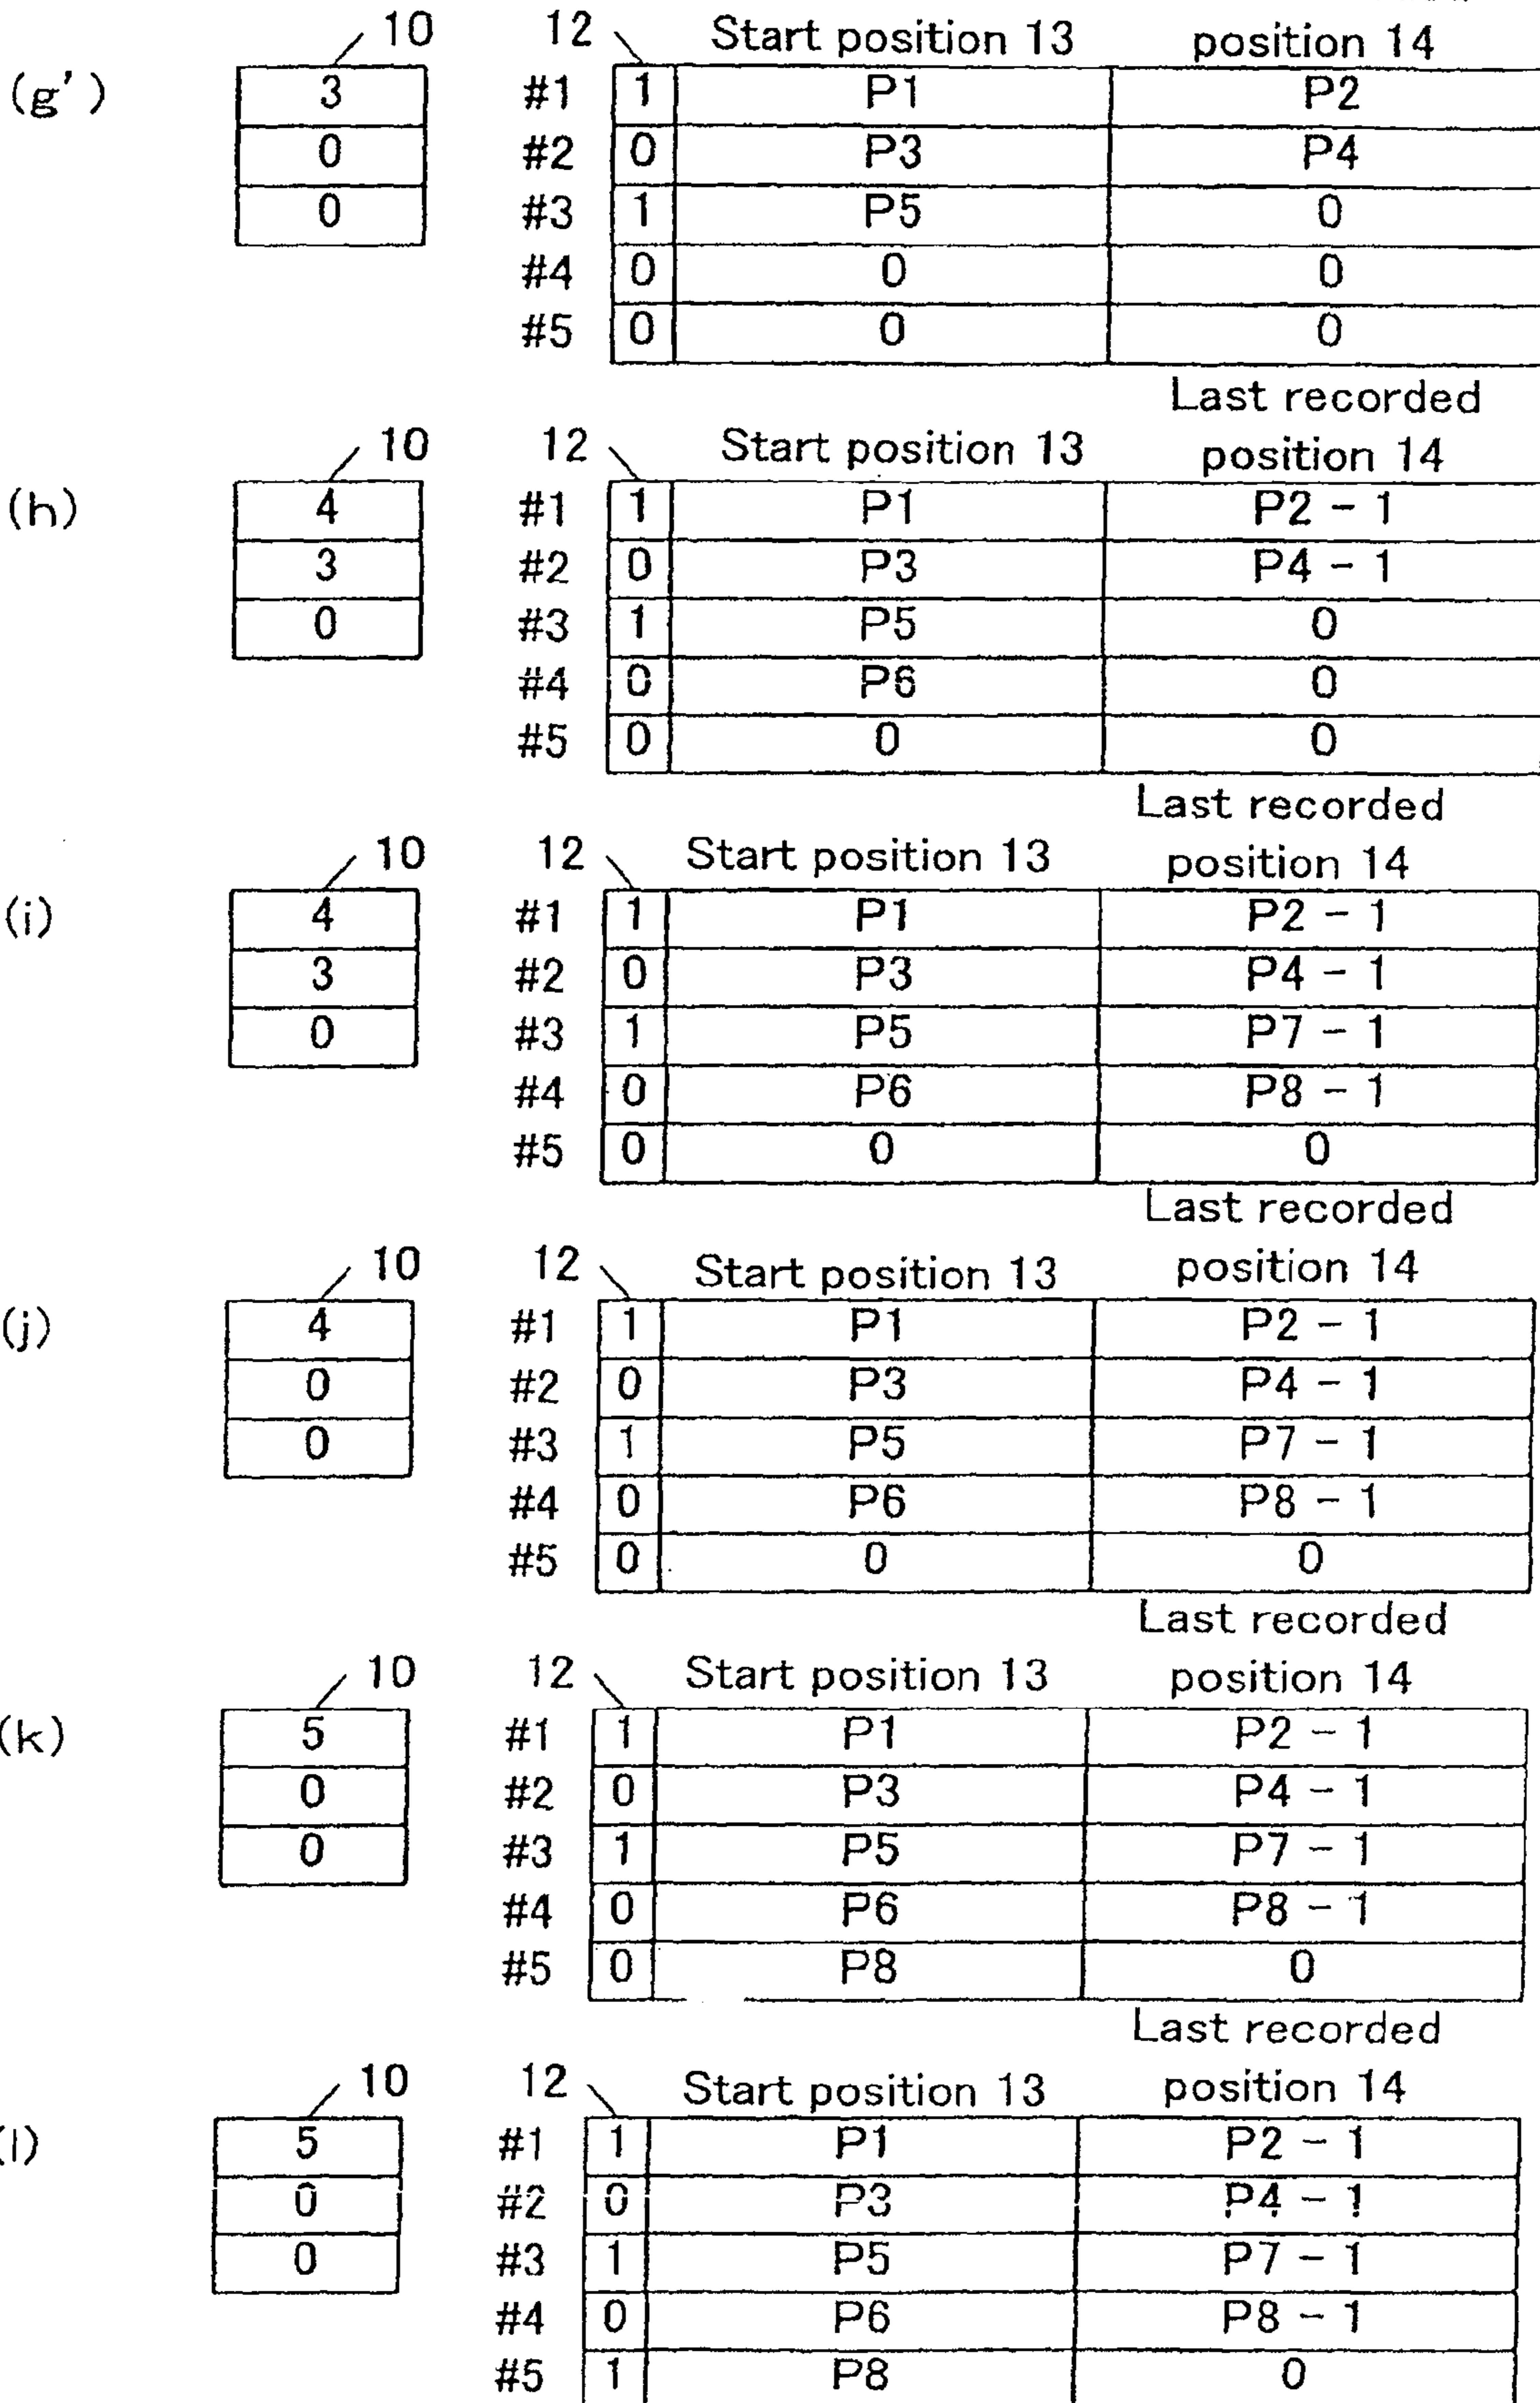 10 12 Start position 13 position 14
(g') 3 #1 1 P1 P2
0 #2 0 P3 P4
0 #3 1 P5 0
#4 0 0 0
#5 0 0 0
Last recorded
10 12 Start position 13 position 14
(h) 4 #1 1 P1 P2 - 1
3 #2 0 P3 P4 - 1
0 #3 1 P5 0
#4 0 P6 0
#5 0 0 0
Last recorded
10 12 Start position 13 position 14
(i) 4 #1 1 P1 P2 - 1
3 #2 0 P3 P4 - 1
0 #3 1 P5 P7 - 1
#4 0 P6 P8 - 1
#5 0 0 0
Last recorded
10 12 Start position 13 position 14
(j) 4 #1 1 P1 P2 - 1
0 #2 0 P3 P4 - 1
0 #3 1 P5 P7 - 1
#4 0 P6 P8 - 1
#5 0 0 0
Last recorded
10 12 Start position 13 position 14
(k) 5 #1 1 P1 P2 - 1
0 #2 0 P3 P4 - 1
0 #3 1 P5 P7 - 1
#4 0 P6 P8 - 1
#5 0 P8 0
Last recorded
10 12 Start position 13 position 14
(l) 5 #1 1 P1 P2 - 1
0 #2 0 P3 P4 - 1
0 #3 1 P5 P7 - 1
#4 0 P6 P8 - 1
#5 1 P8 0